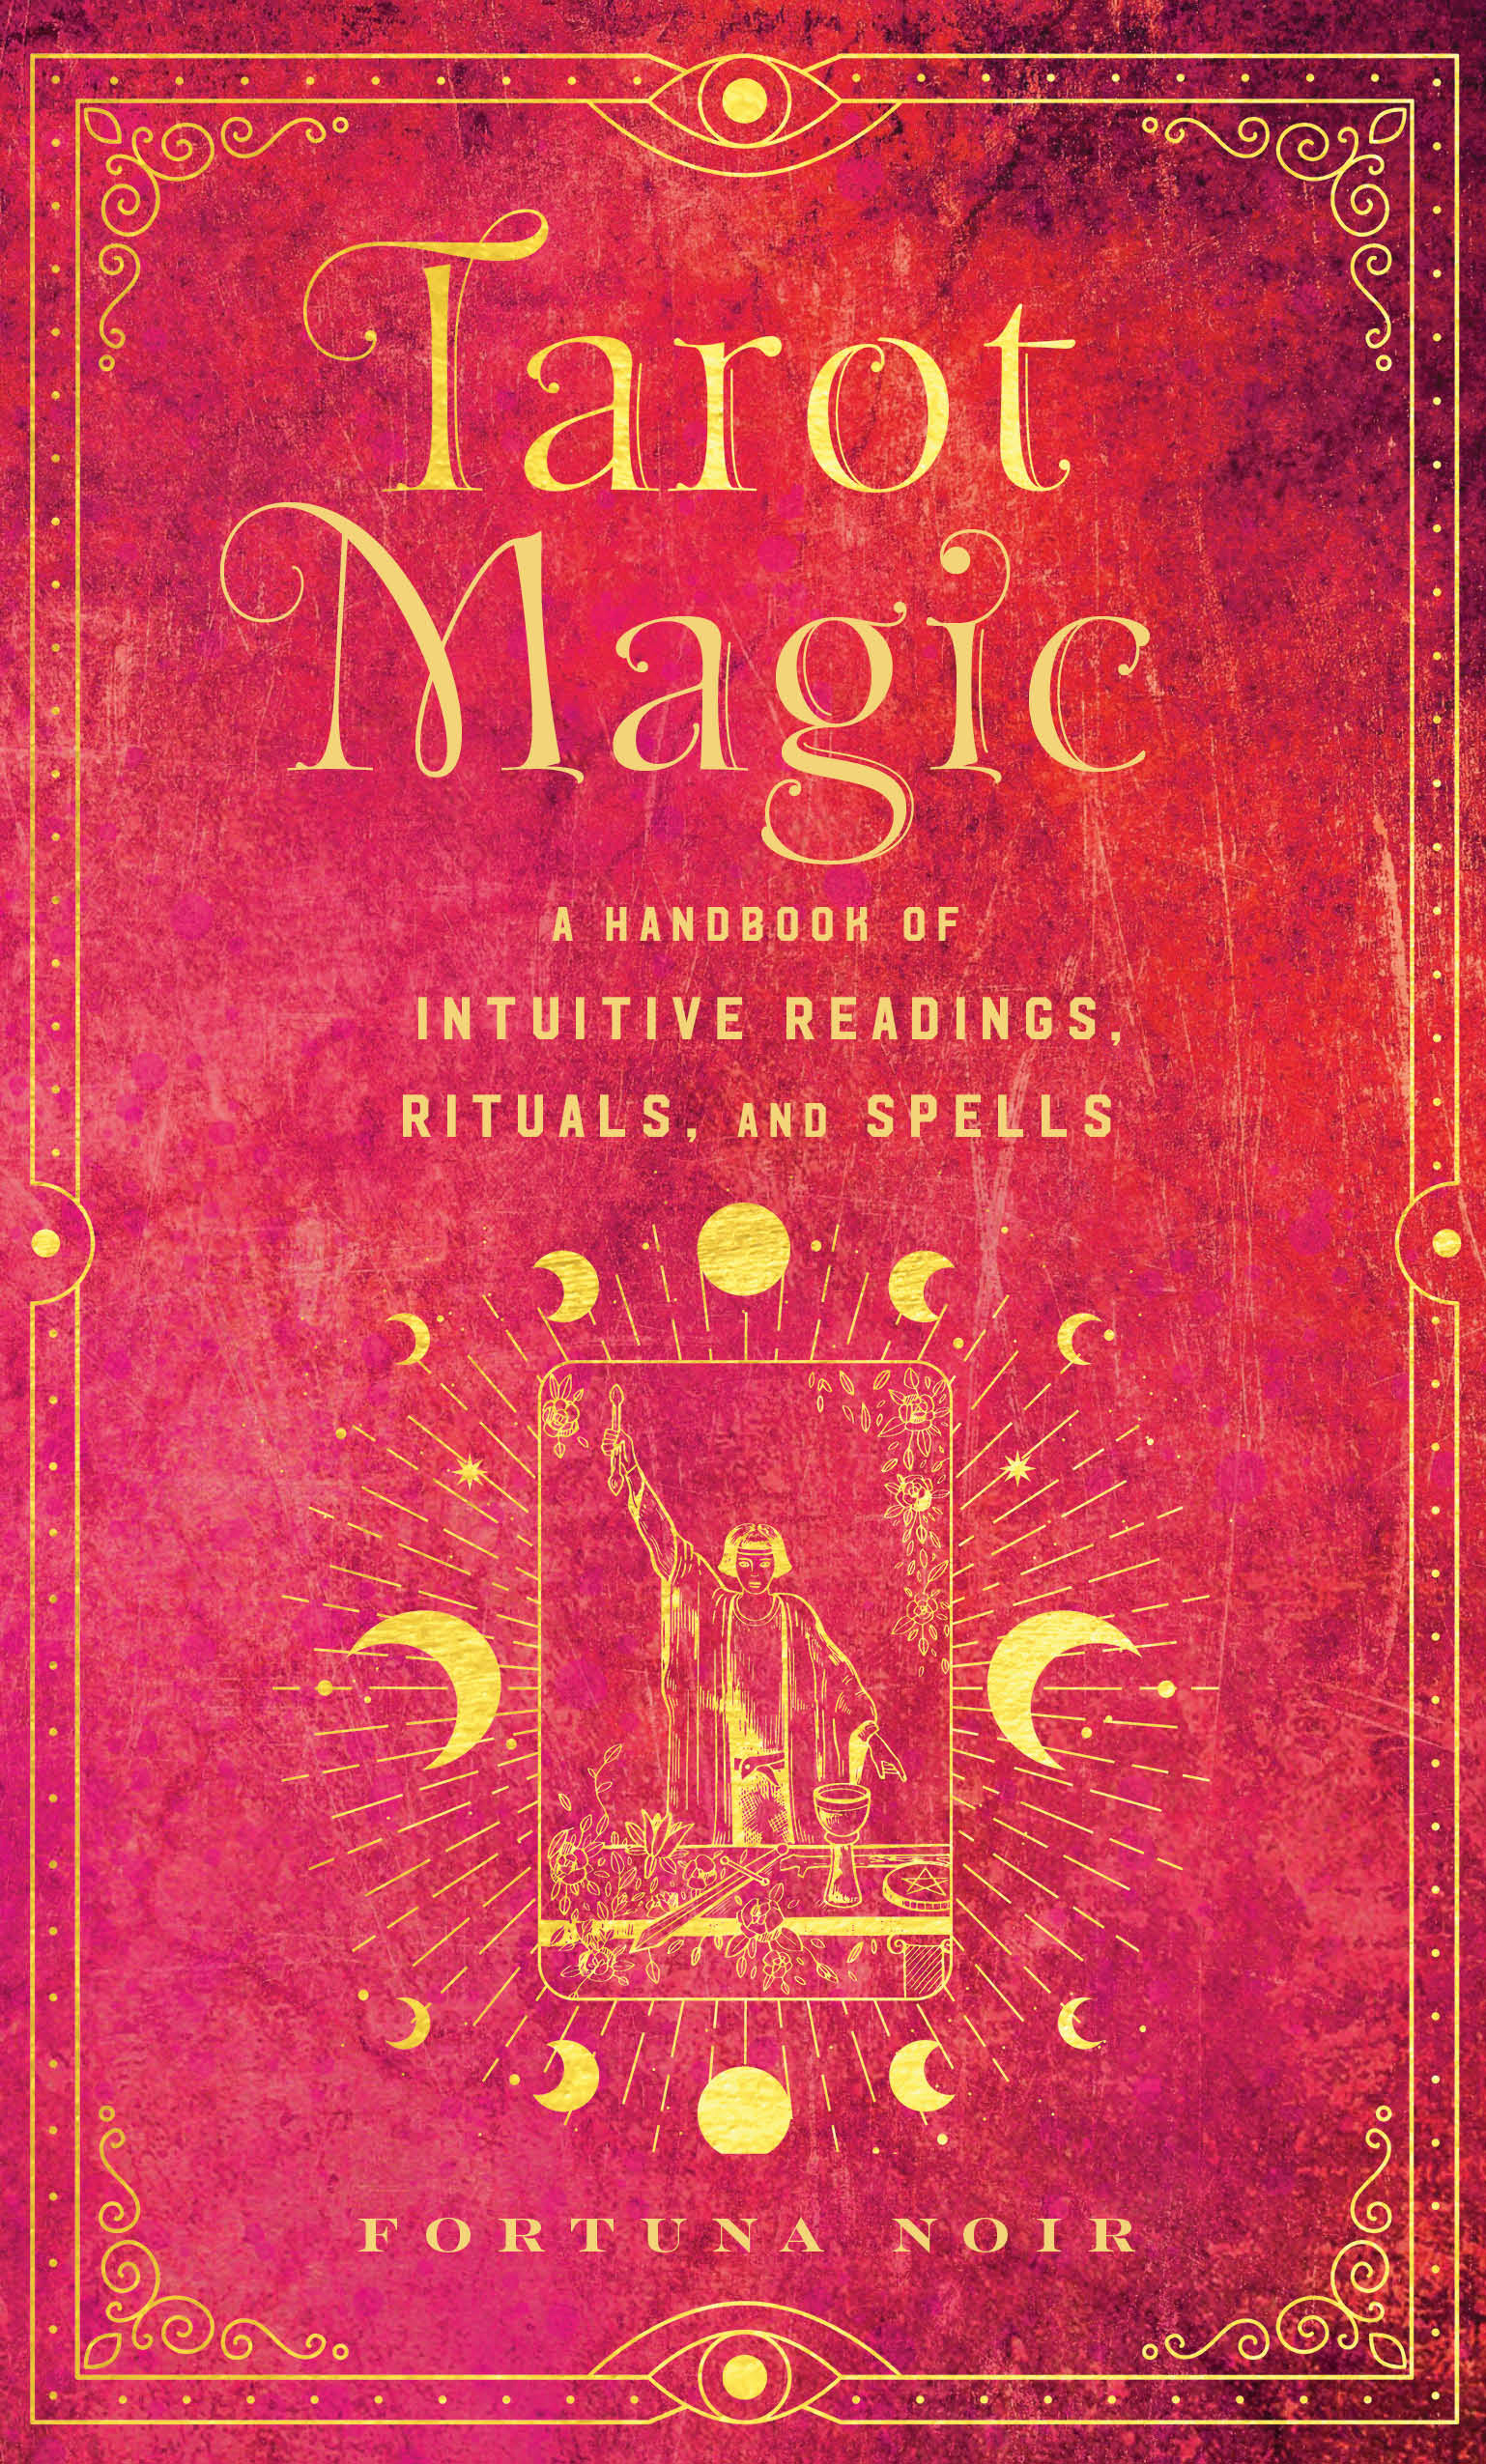 Tarot
Magic
A HANDBOOK OF
INTUITIVE READINGS,
RITUALS, AND SPELLS
FORTUNA NOIR